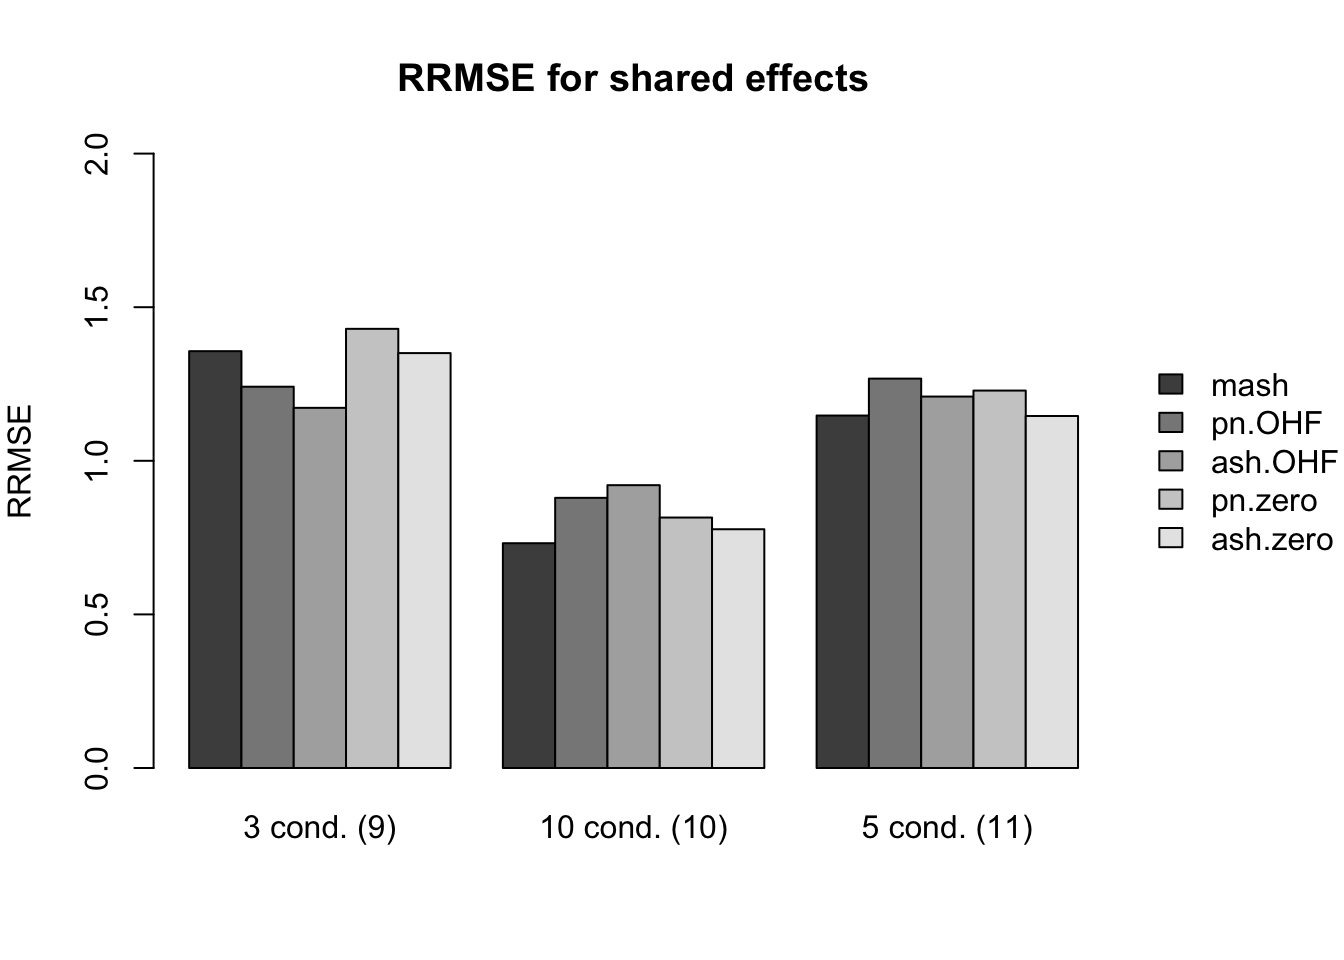 RRMSE for shared effects
RRMSE
2.0
1.5
1.0
0.5
0.0
3 cond. (9)
10 cond. (10)
5 cond. (11)
mash
pn.OHF
ash.OHF
pn.zero
ash.zero